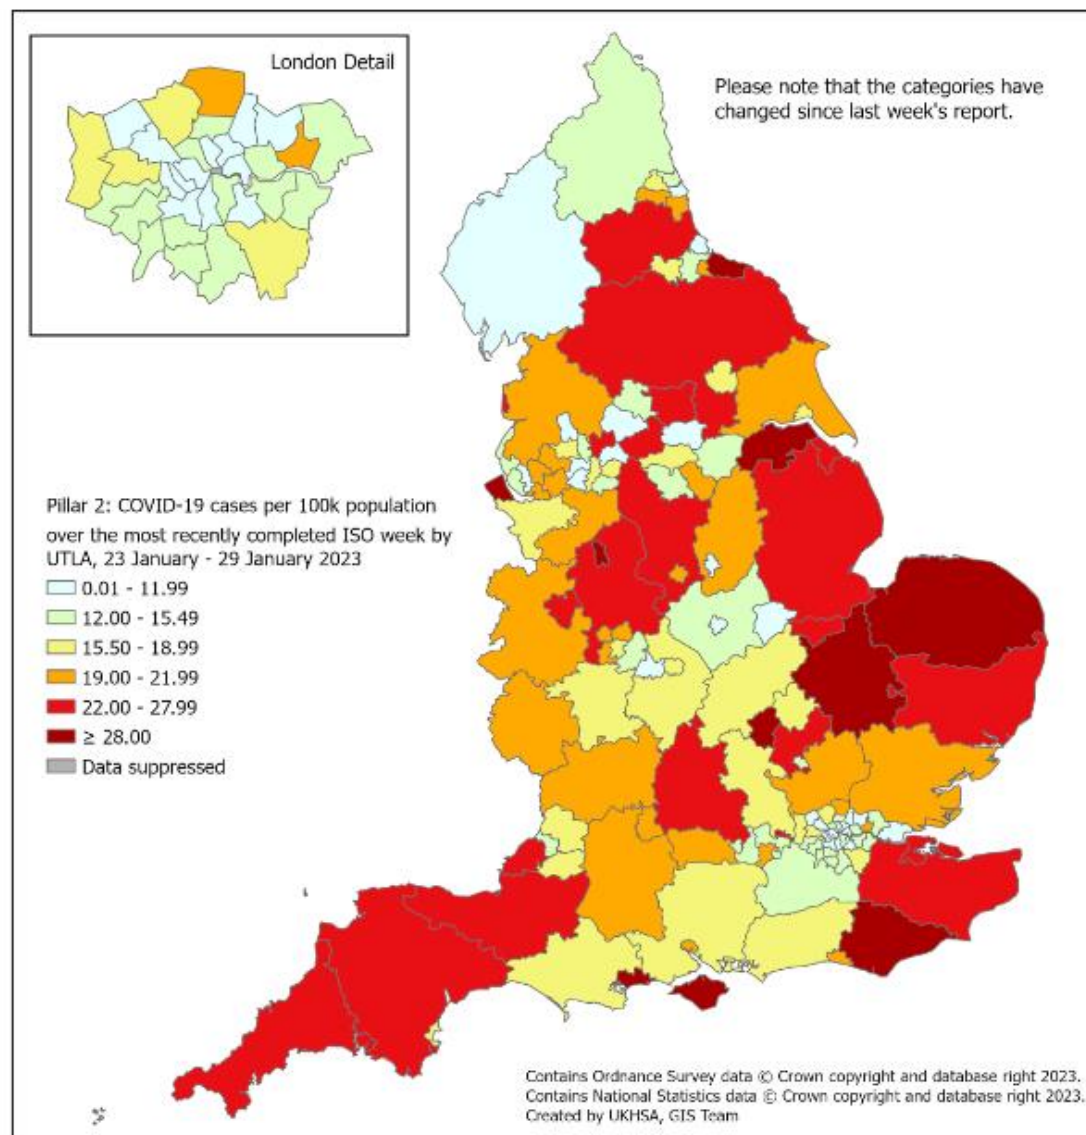 London Detail
Please note that the categories have
changed since last week's report.
Pillar 2: COVID-19 cases per 100k population
over the most recently completed ISO week by
UTLA, 23 January - 29 January 2023
0.01 - 11.99
12.00 - 15.49
15.50 - 18.99
19.00 - 21.99
22.00 - 27.99
≥ 28.00
Data suppressed
Contains Ordnance Survey data © Crown copyright and database right 2023.
Contains National Statistics data © Crown copyright and database right 2023.
Created by UKHSA, GIS Team